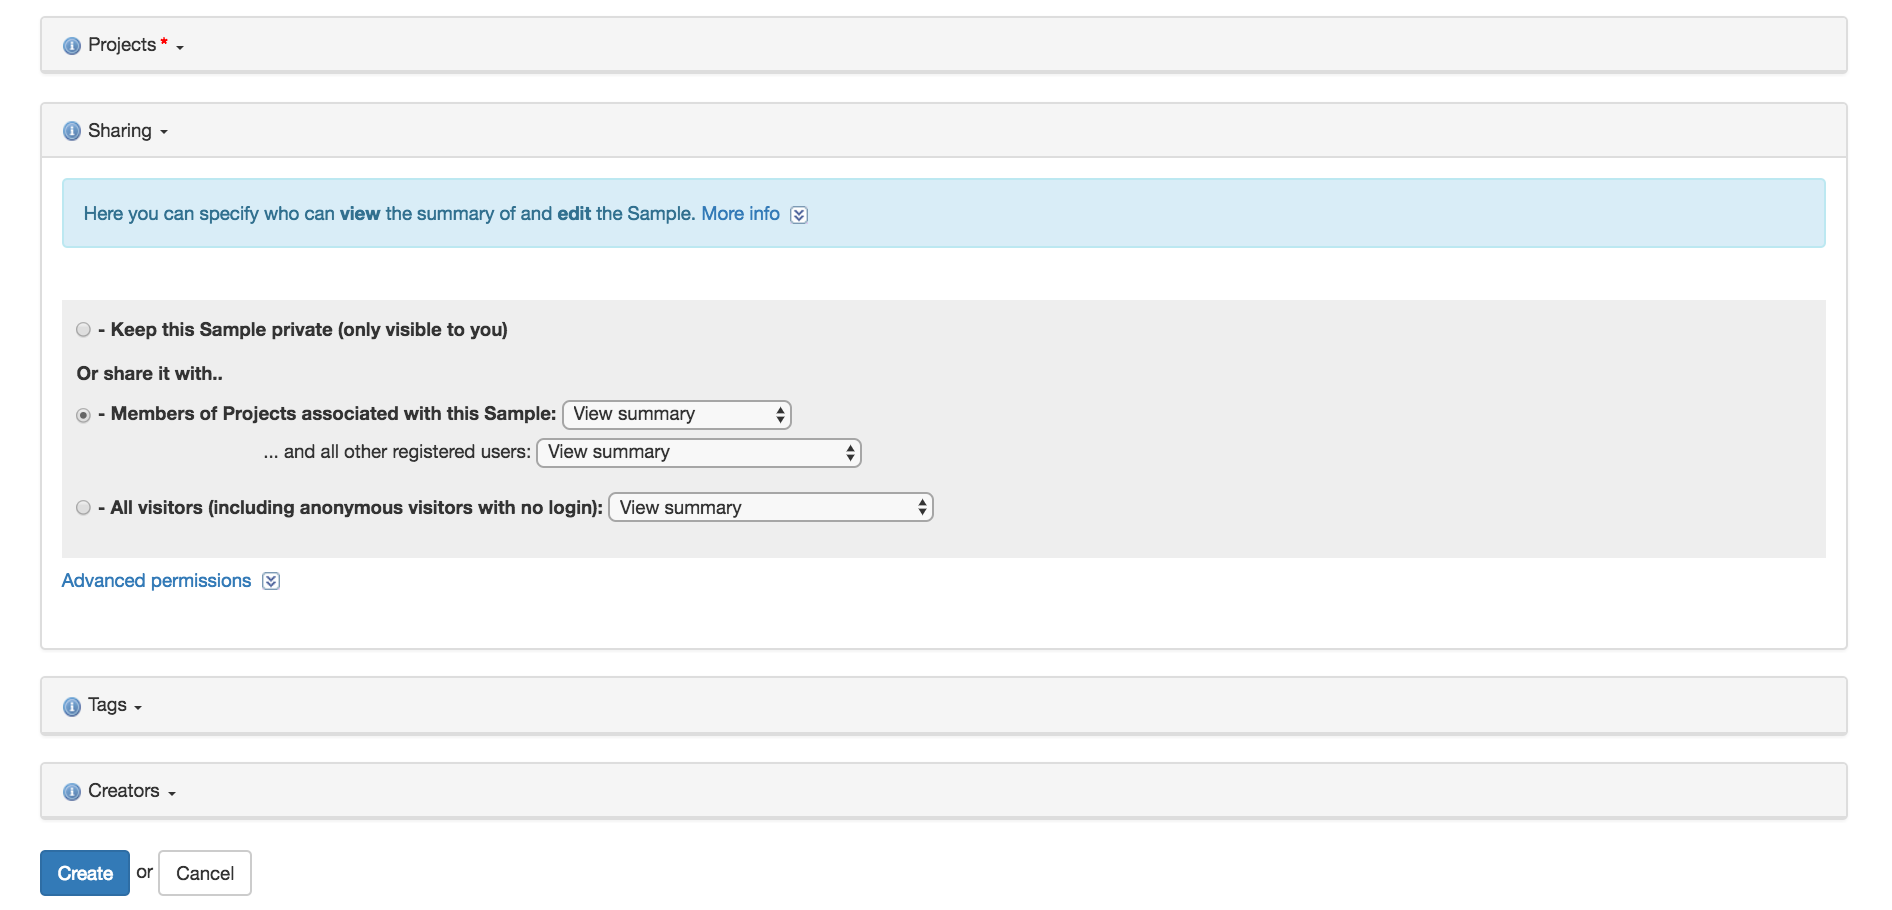 Projects *
Sharing
Here you can specify who can view the summary of and edit the Sample. More info
- Keep this Sample private (only visible to you)
Or share it with..
- Members of Projects associated with this Sample: View summary
... and all other registered users: View summary
- All visitors (including anonymous visitors with no login): View summary
Advanced permissions
Tags
Creators
Create or Cancel